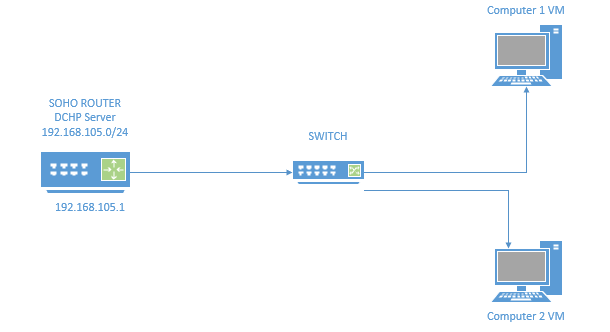 Computer 1 VM
SOHO ROUTER
DCHP Server
192.168.105.0/24
SWITCH
192.168.105.1
Computer 2 VM